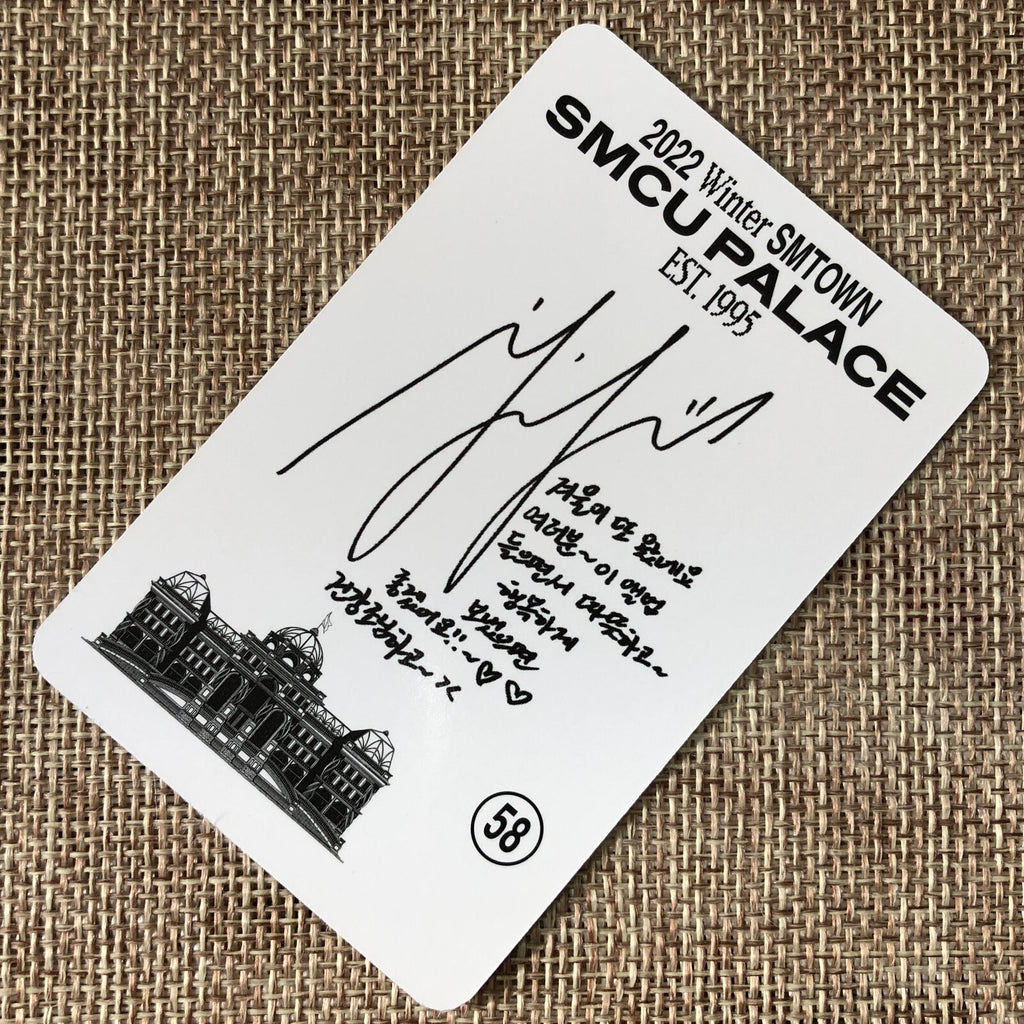 2022 Winter SMTOWN
SMCU PALACE
EST. 1995
겨울이 또 왔네요
여러분~ 이 앨범
들으면서 따뜻하고~
행복하게
보냈으면
좋겠네요!!~♡♡
건강조심하고~><
58